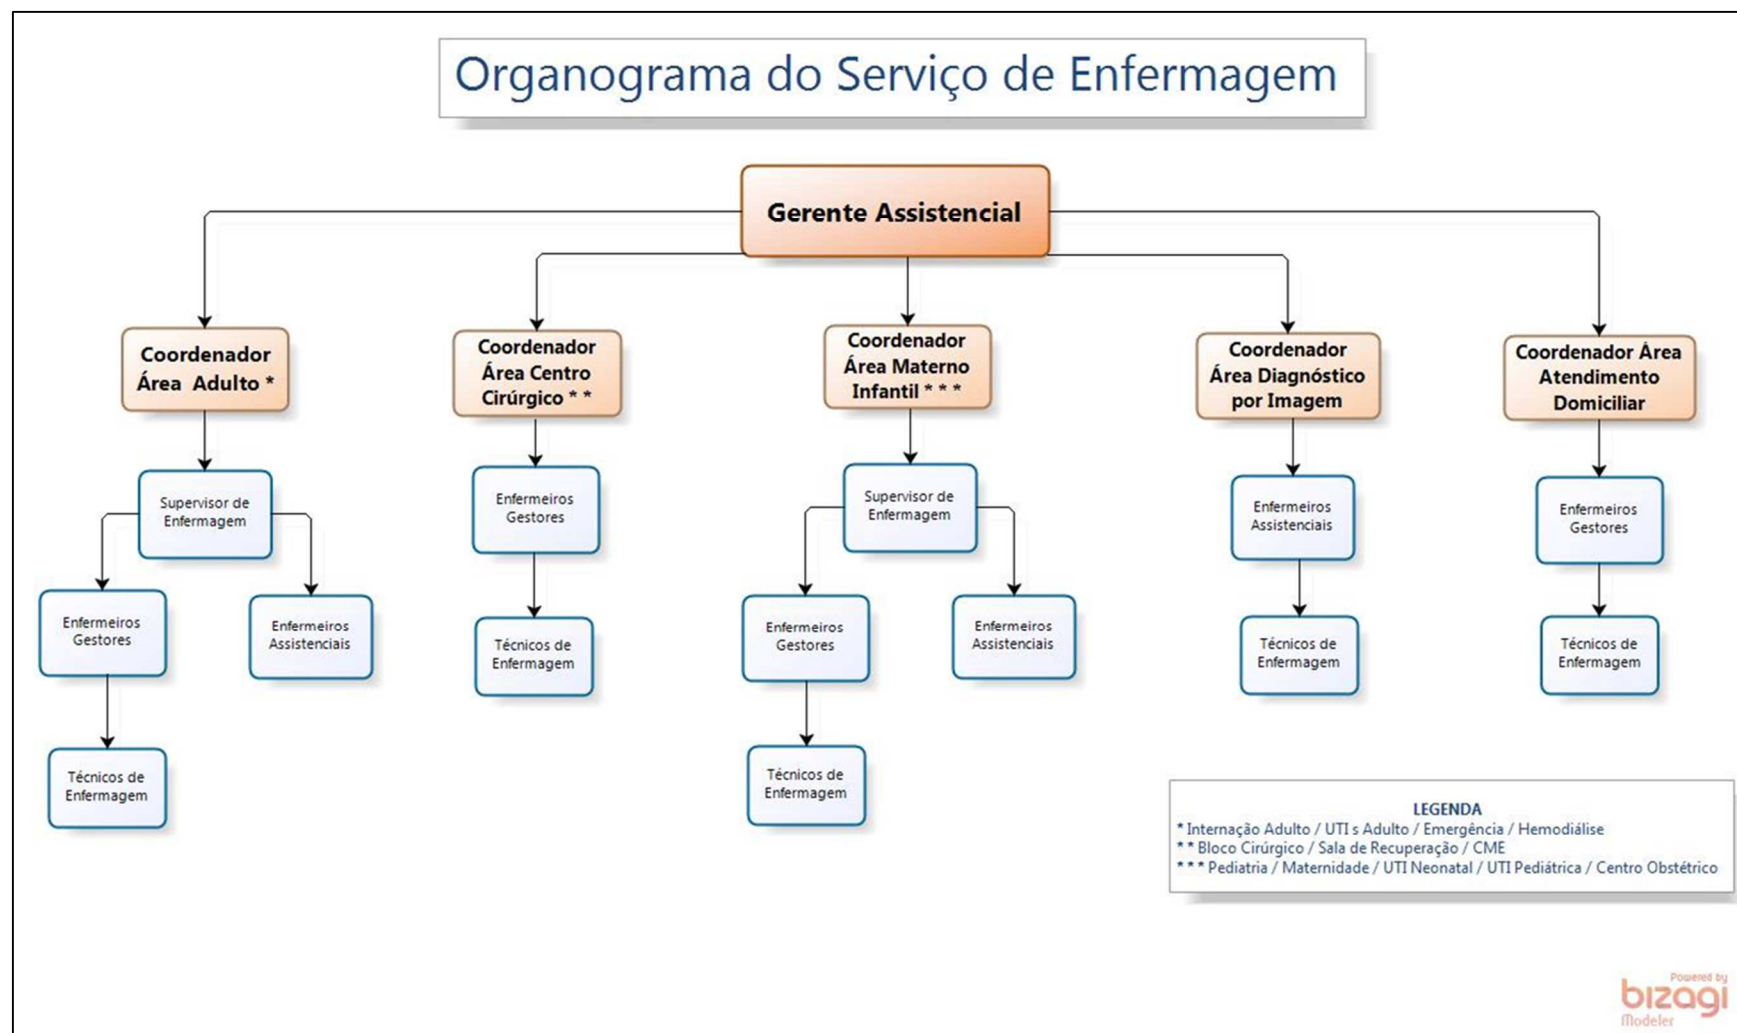 Organograma do Serviço de Enfermagem
Gerente Assistencial
Coordenador
Área Adulto *
Coordenador
Área Centro
Cirúrgico * *
Coordenador
Área Materno
Infantil * * *
Coordenador
Área Diagnóstico
por Imagem
Coordenador Área
Atendimento
Domiciliar
Supervisor de
Enfermagem
Enfermeiros
Gestores
Supervisor de
Enfermagem
Enfermeiros
Assistenciais
Enfermeiros
Gestores
Enfermeiros
Gestores
Enfermeiros
Assistenciais
Técnicos de
Enfermagem
Enfermeiros
Gestores
Enfermeiros
Assistenciais
Técnicos de
Enfermagem
Técnicos de
Enfermagem
Técnicos de
Enfermagem
Técnicos de
Enfermagem
LEGENDA
* Internação Adulto / UTI s Adulto / Emergência / Hemodiálise
* * Bloco Cirúrgico / Sala de Recuperação / CME
* * * Pediatria / Maternidade / UTI Neonatal / UTI Pediátrica / Centro Obstétrico
Powered by
bizagi
Modeler